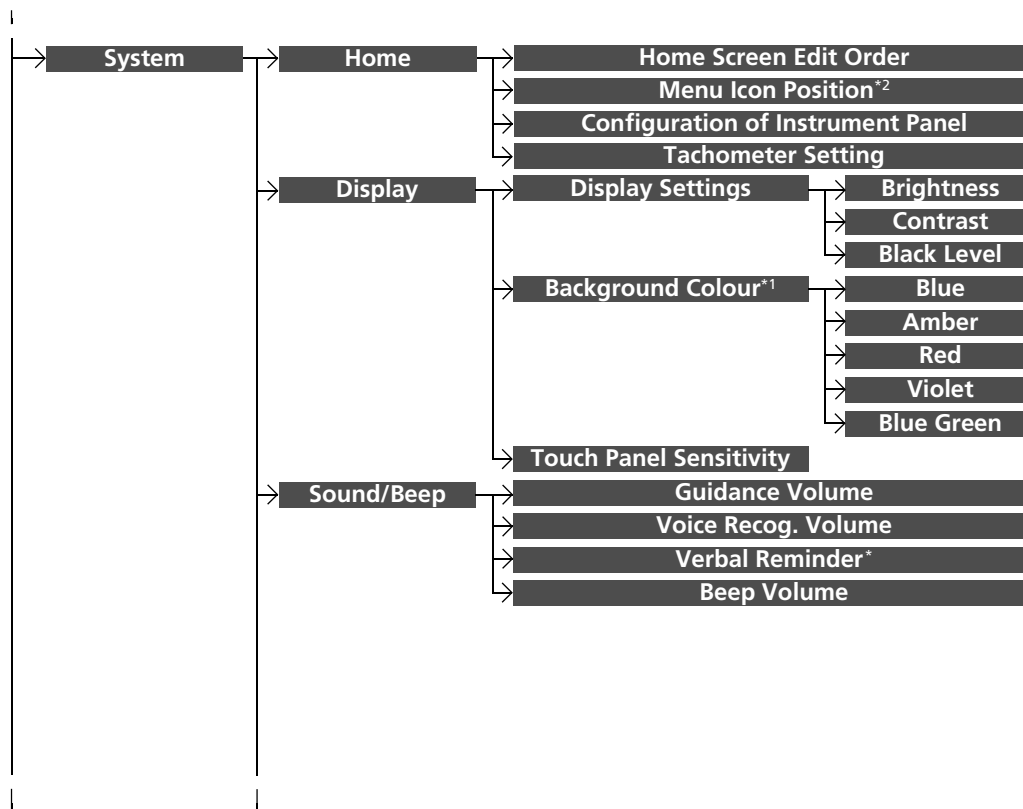 System
Home
Home Screen Edit Order
Menu Icon Position*2
Configuration of Instrument Panel
Tachometer Setting
Display
Display Settings
Brightness
Contrast
Black Level
Background Colour*1
Blue
Amber
Red
Violet
Blue Green
Touch Panel Sensitivity
Sound/Beep
Guidance Volume
Voice Recog. Volume
Verbal Reminder*
Beep Volume